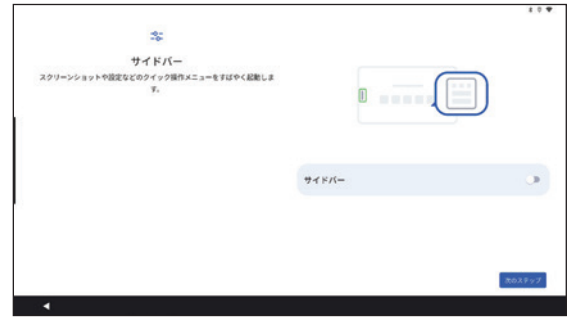 サイドバー
スクリーンショットや設定などのクイック操作メニューをすばやく起動しま
す。
サイドバー
次のステップ